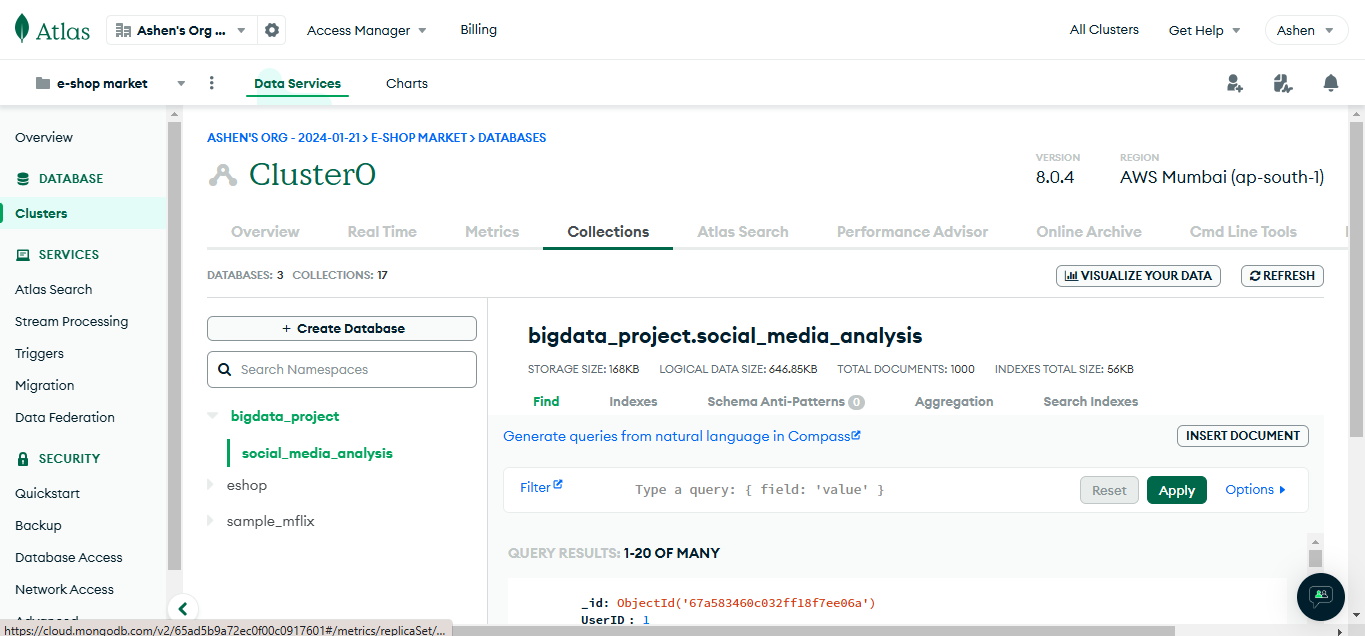 Atlas
Ashen's Org ...
Access Manager
Billing
All Clusters
Get Help
Ashen
e-shop market
Data Services
Charts
Overview
DATABASE
Clusters
SERVICES
Atlas Search
Stream Processing
Triggers
Migration
Data Federation
SECURITY
Quickstart
Backup
Database Access
Network Access
Advanced
https://cloud.mongodb.com/v2/65ad5b9a72ec0f00c0917601#/metrics/replicaSet/...
ASHEN'S ORG - 2024-01-21 > E-SHOP MARKET > DATABASES
Cluster0
VERSION
8.0.4
REGION
AWS Mumbai (ap-south-1)
Overview
Real Time
Metrics
Collections
Atlas Search
Performance Advisor
Online Archive
Cmd Line Tools
DATABASES: 3 COLLECTIONS: 17
VISUALIZE YOUR DATA
REFRESH
+ Create Database
Search Namespaces
bigdata_project
social_media_analysis
eshop
sample_mflix
bigdata_project.social_media_analysis
STORAGE SIZE: 168KB LOGICAL DATA SIZE: 646.85KB TOTAL DOCUMENTS: 1000 INDEXES TOTAL SIZE: 56KB
Find
Indexes
Schema Anti-Patterns 0
Aggregation
Search Indexes
Generate queries from natural language in Compass
INSERT DOCUMENT
Filter
Type a query: { field: 'value' }
Reset
Apply
Options
QUERY RESULTS: 1-20 OF MANY
_id: ObjectId('67a583460c032ff18f7ee06a')
UserID : 1